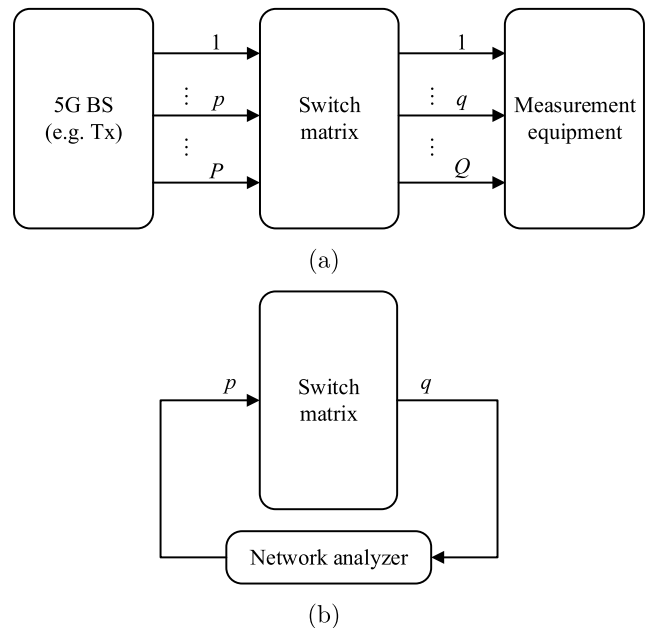 1
1
5G BS
(e.g. Tx)
⋮ p
Switch
matrix
⋮ q
Measurement
equipment
⋮
⋮
P
Q
(a)
p
Switch
matrix
q
Network analyzer
(b)